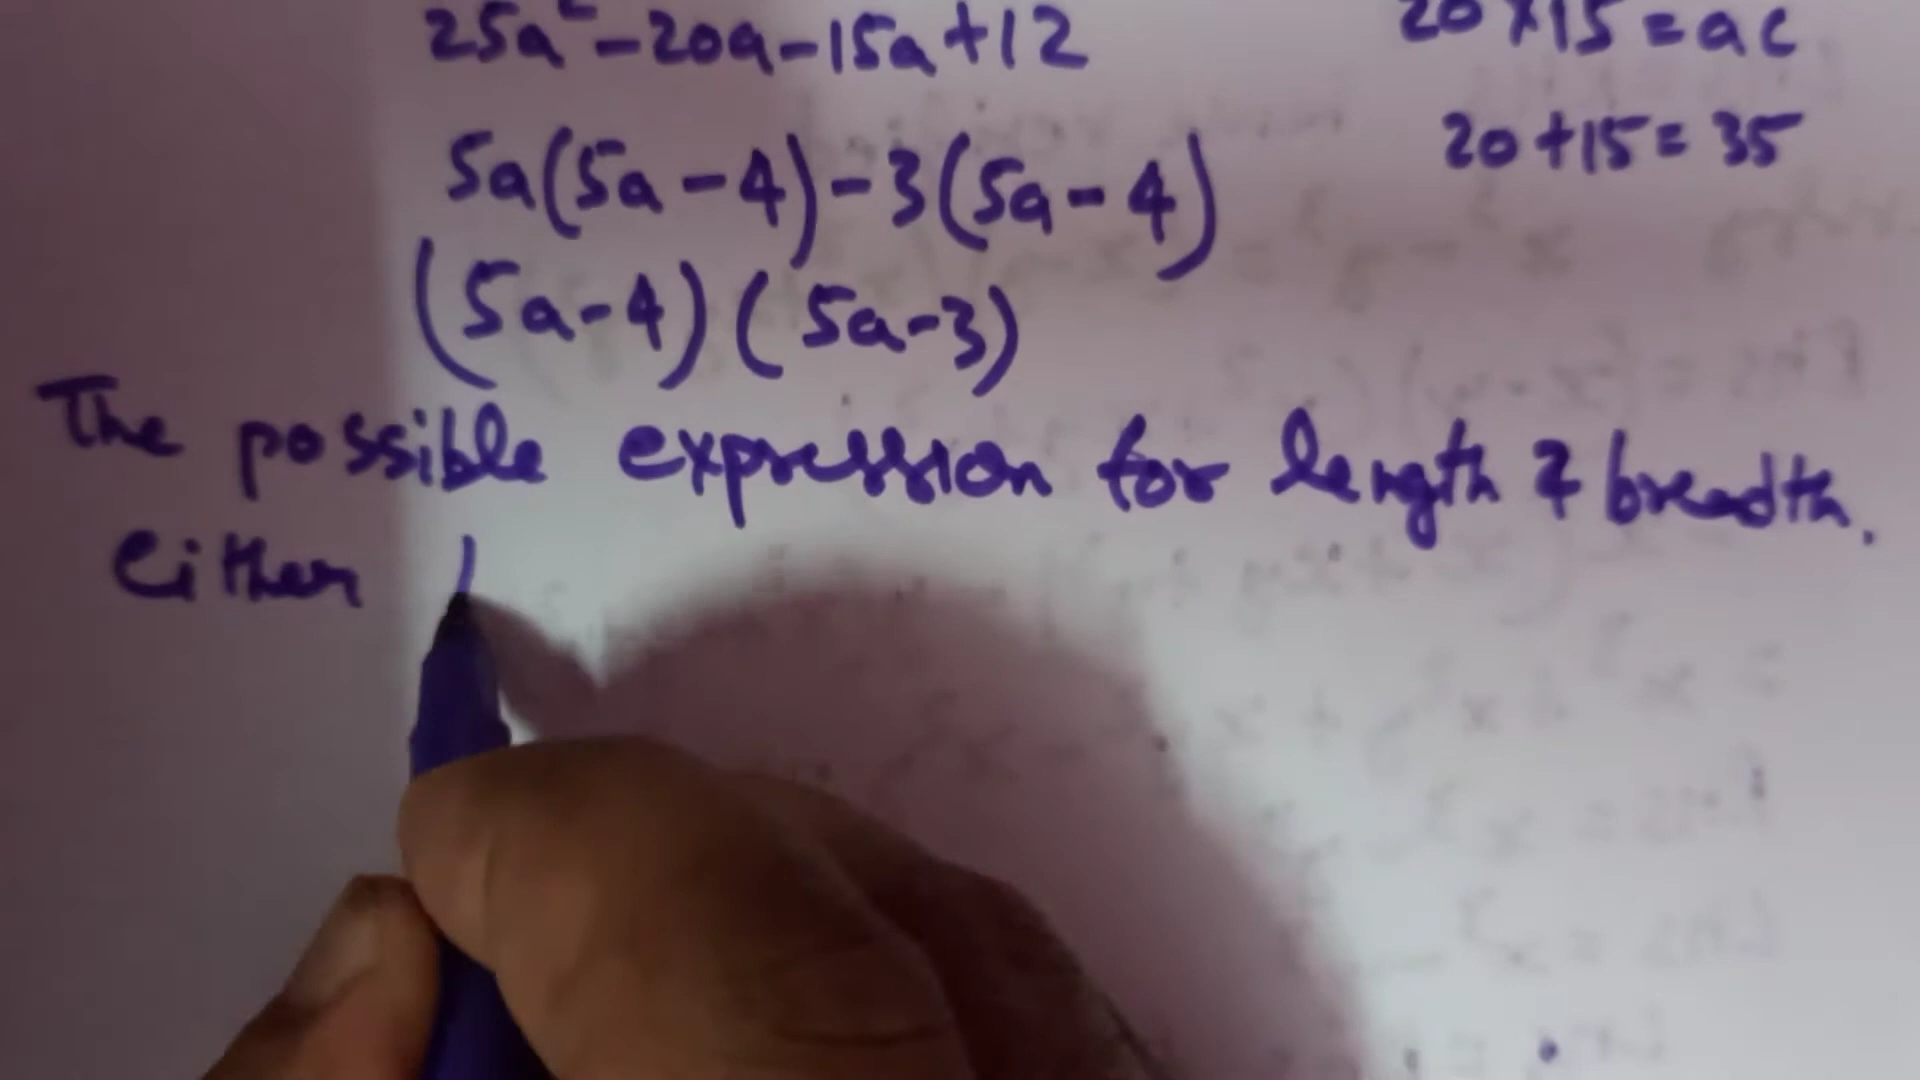 25a²-20a-15a+12
20×15=ac
20+15=35
5a(5a-4)-3(5a-4)
(5a-4)(5a-3)
The possible expression for length & breadth.
either